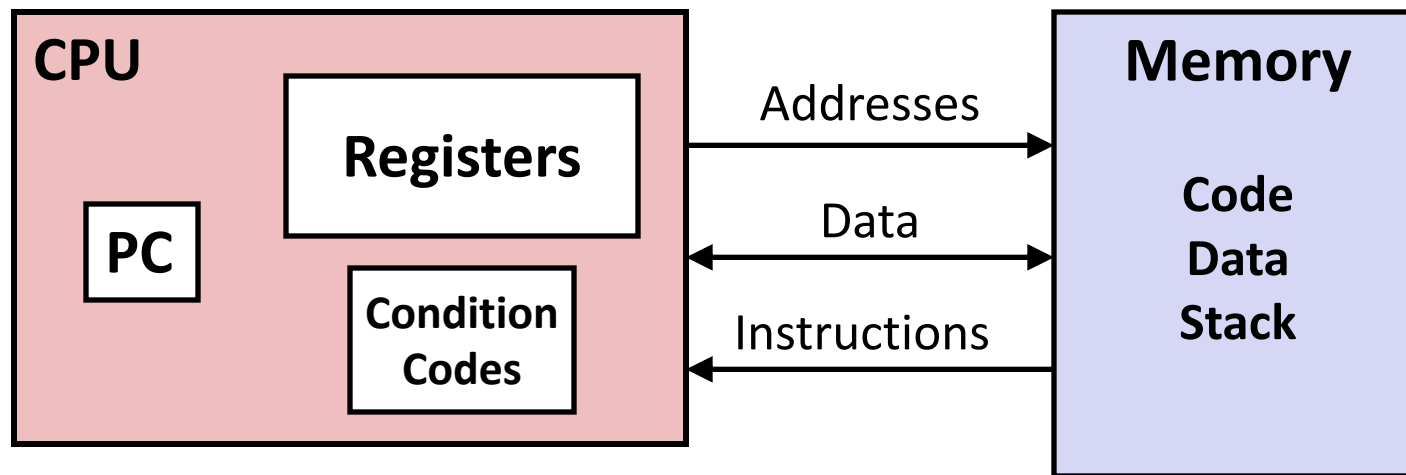 CPU
Registers
PC
Condition
Codes
Addresses
Data
Instructions
Memory
Code
Data
Stack